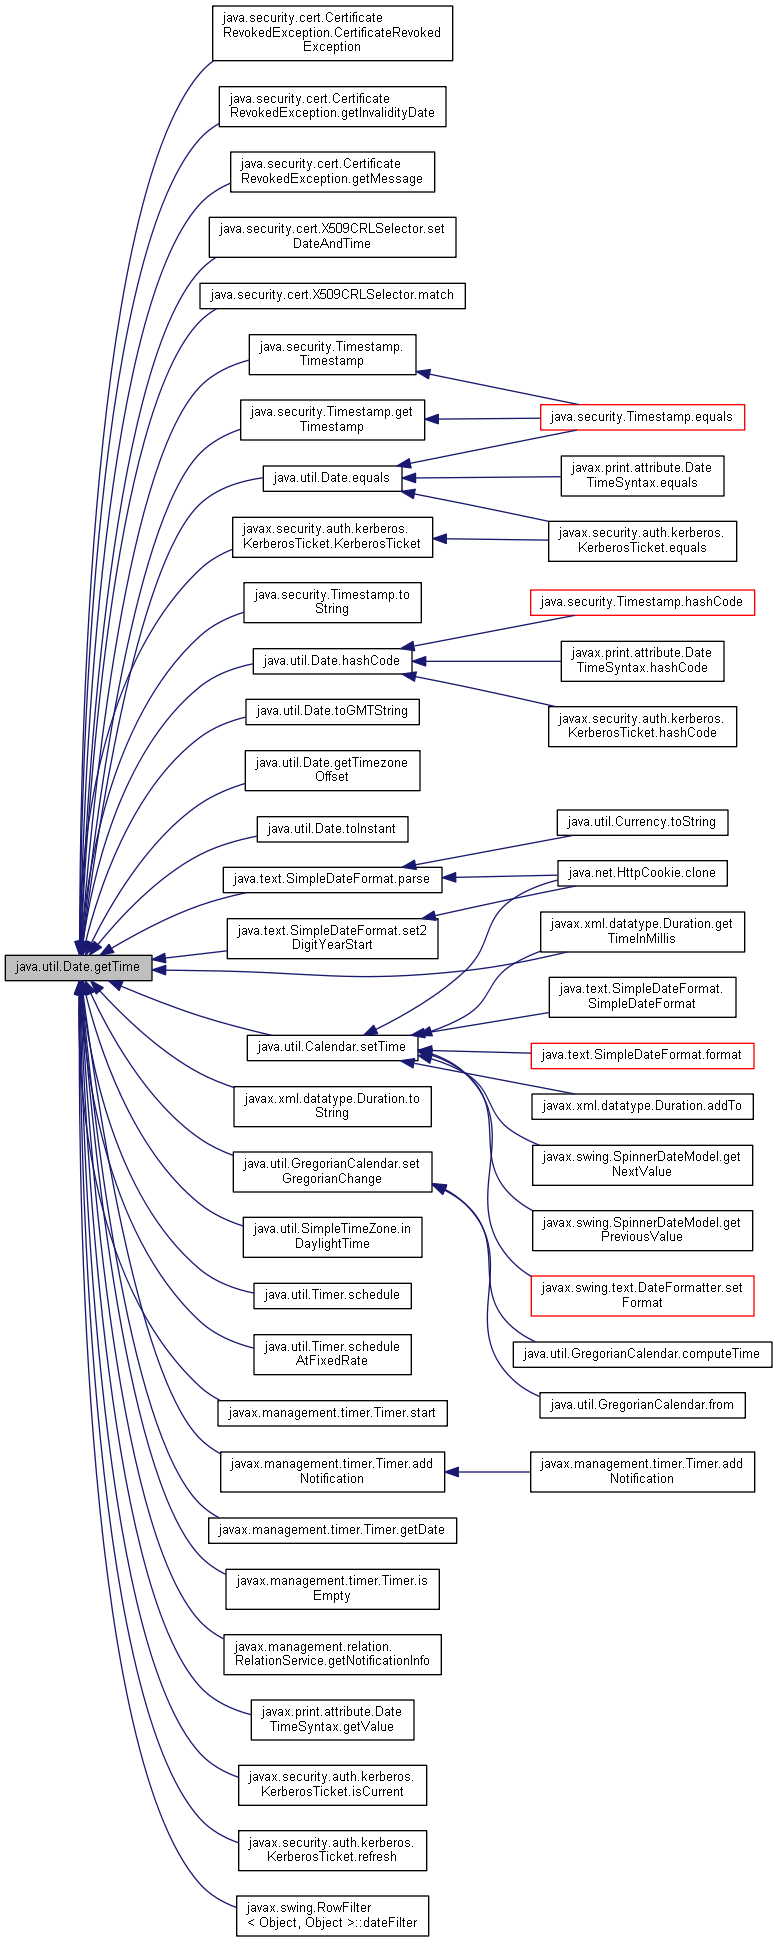 java.security.cert.Certificate
RevokedException.CertificateRevoked
Exception
java.security.cert.Certificate
RevokedException.getInvalidityDate
java.security.cert.Certificate
RevokedException.getMessage
java.security.cert.X509CRLSelector.set
DateAndTime
java.security.cert.X509CRLSelector.match
java.security.Timestamp.
Timestamp
java.security.Timestamp.get
Timestamp
java.security.Timestamp.equals
java.util.Date.equals
javax.print.attribute.Date
TimeSyntax.equals
javax.security.auth.kerberos.
KerberosTicket.KerberosTicket
javax.security.auth.kerberos.
KerberosTicket.equals
java.security.Timestamp.to
String
java.security.Timestamp.hashCode
java.util.Date.hashCode
javax.print.attribute.Date
TimeSyntax.hashCode
java.util.Date.toGMTString
javax.security.auth.kerberos.
KerberosTicket.hashCode
java.util.Date.getTimezone
Offset
java.util.Date.toInstant
java.util.Currency.toString
java.text.SimpleDateFormat.parse
java.net.HttpCookie.clone
java.text.SimpleDateFormat.set2
DigitYearStart
javax.xml.datatype.Duration.get
TimeInMillis
java.util.Date.getTime
java.text.SimpleDateFormat.
SimpleDateFormat
java.util.Calendar.setTime
java.text.SimpleDateFormat.format
javax.xml.datatype.Duration.to
String
javax.xml.datatype.Duration.addTo
java.util.GregorianCalendar.set
GregorianChange
javax.swing.SpinnerDateModel.get
NextValue
java.util.SimpleTimeZone.in
DaylightTime
javax.swing.SpinnerDateModel.get
PreviousValue
java.util.Timer.schedule
javax.swing.text.DateFormatter.set
Format
java.util.Timer.schedule
AtFixedRate
java.util.GregorianCalendar.computeTime
javax.management.timer.Timer.start
java.util.GregorianCalendar.from
javax.management.timer.Timer.add
Notification
javax.management.timer.Timer.add
Notification
javax.management.timer.Timer.getDate
javax.management.timer.Timer.is
Empty
javax.management.relation.
RelationService.getNotificationInfo
javax.print.attribute.Date
TimeSyntax.getValue
javax.security.auth.kerberos.
KerberosTicket.isCurrent
javax.security.auth.kerberos.
KerberosTicket.refresh
javax.swing.RowFilter
< Object, Object >::dateFilter